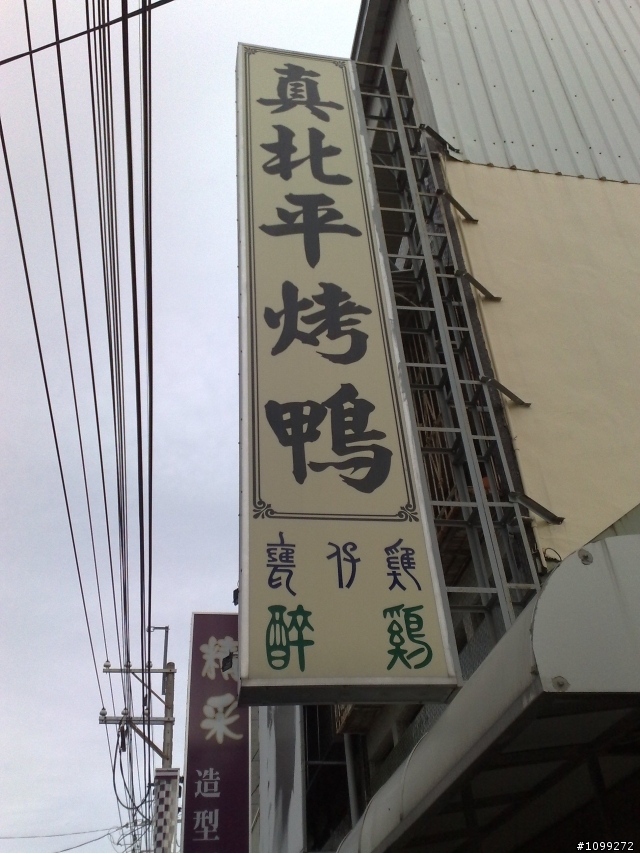 真北平烤鴨
甕仔雞
醉鷄
精采
造型
#1099272